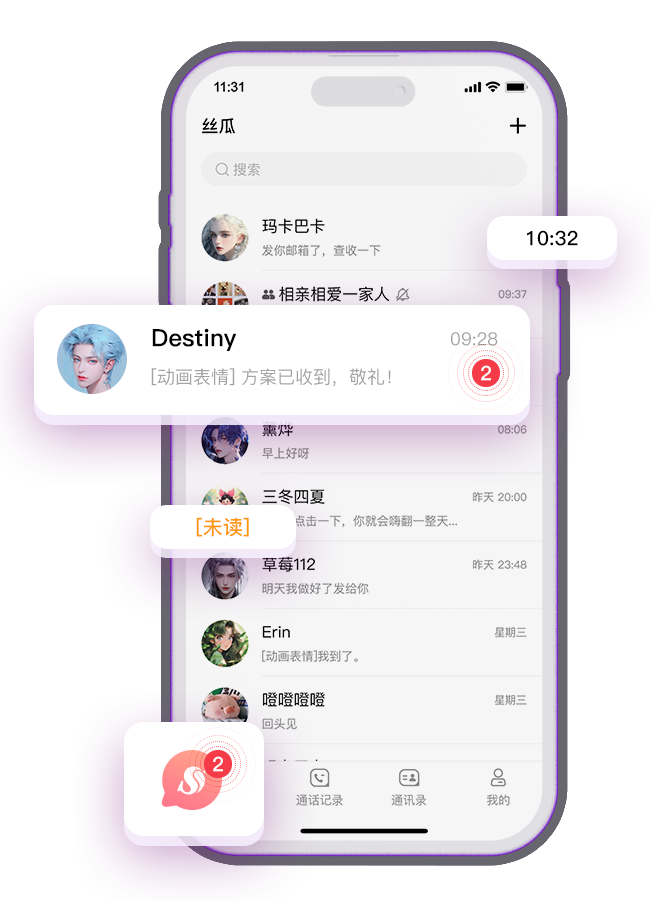 11:31
丝瓜
搜索
玛卡巴卡
10:32
发你邮箱了，查收一下
相亲相爱一家人
09:37
Destiny
09:28
[动画表情] 方案已收到，敬礼！
2
薰烨
08:06
早上好呀
三冬四夏
昨天 20:00
[未读]
点击一下，你就会嗨翻一整天...
草莓112
昨天 23:48
明天我做好了发给你
Erin
星期三
[动画表情]我到了。
噔噔噔噔
星期三
回头见
2
通话记录
通讯录
我的